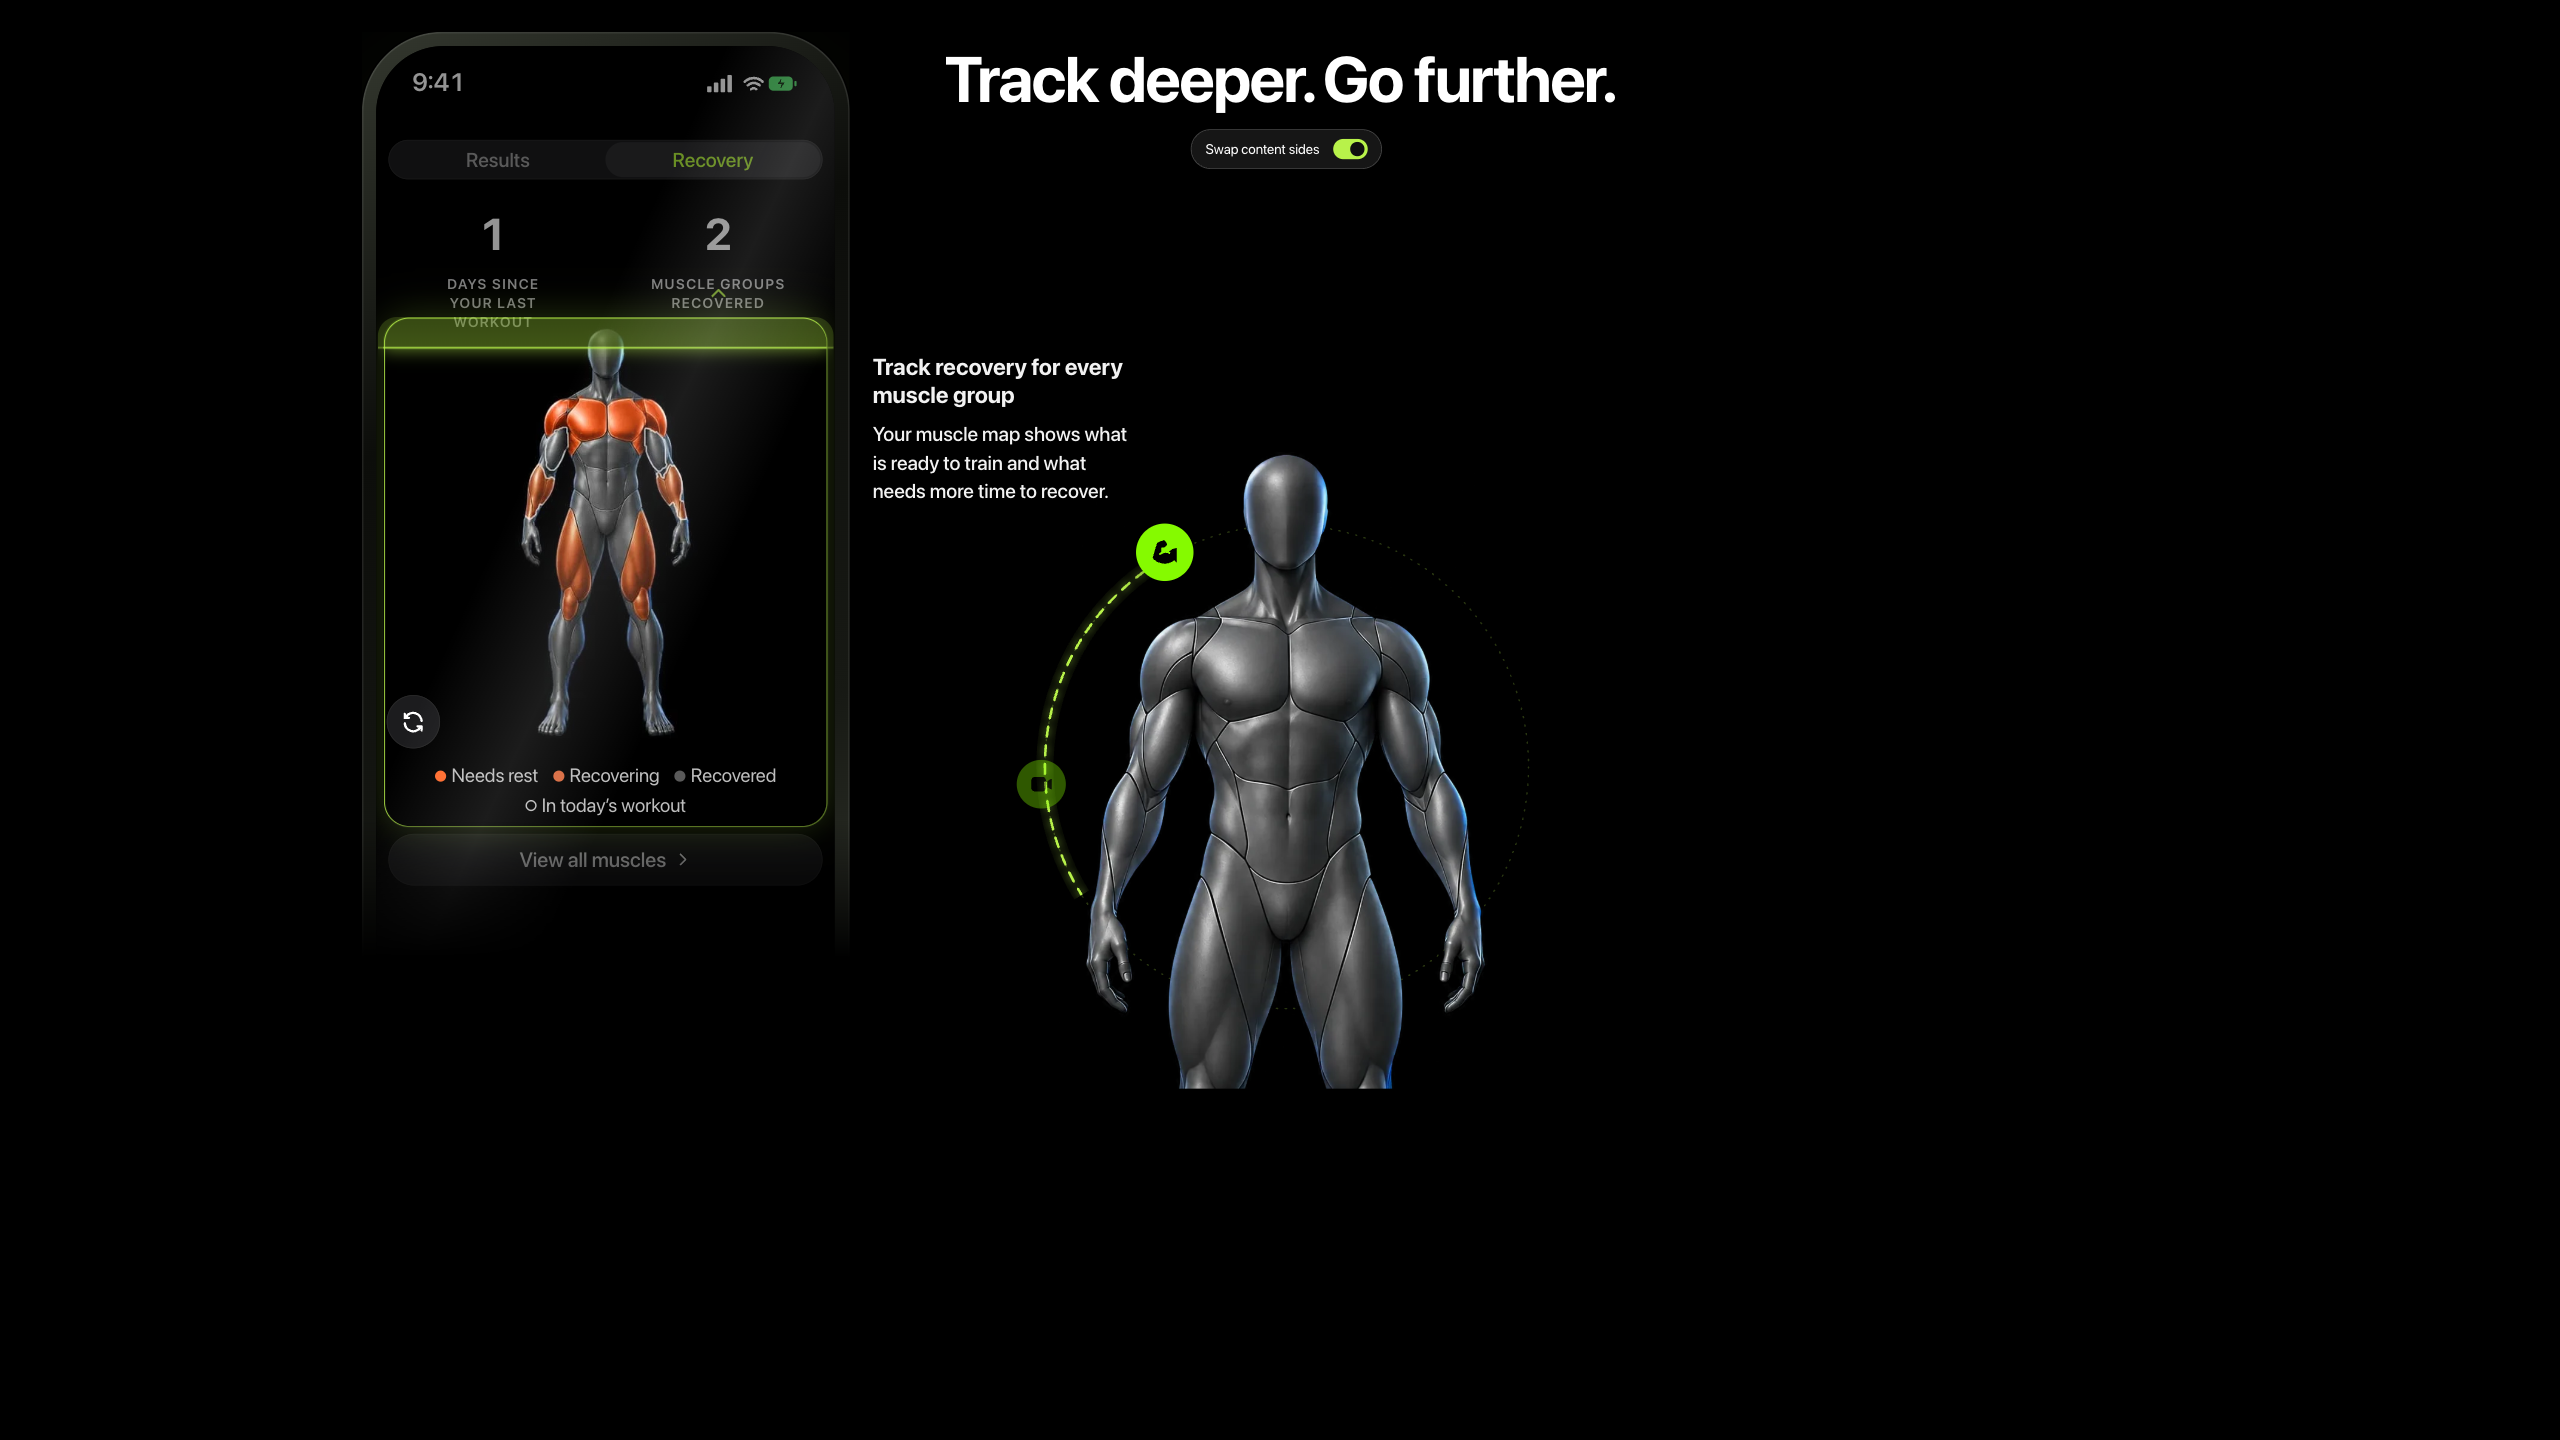 9:41
Results
Recovery
1
DAYS SINCE
YOUR LAST
WORKOUT
2
MUSCLE GROUPS
RECOVERED
Needs rest
Recovering
Recovered
In today’s workout
View all muscles
Track deeper. Go further.
Swap content sides
Track recovery for every
muscle group
Your muscle map shows what
is ready to train and what
needs more time to recover.